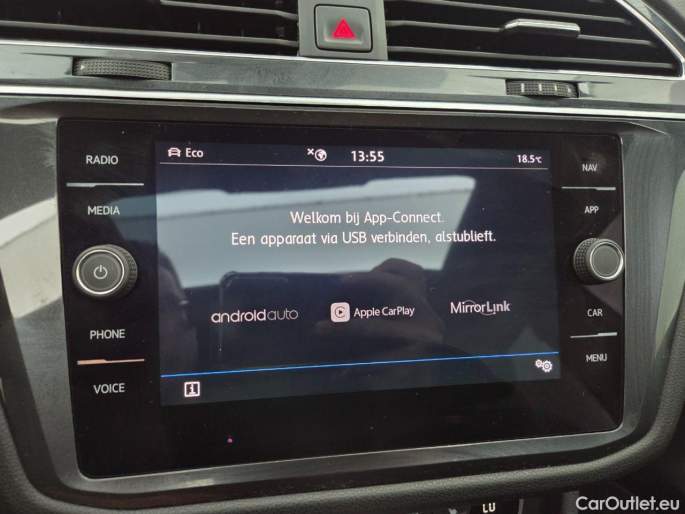 Eco
13:55
18.5°C
RADIO
MEDIA
PHONE
VOICE
NAV
APP
CAR
MENU
Welkom bij App-Connect.
Een apparaat via USB verbinden, alstublieft.
androidauto
Apple CarPlay
MirrorLink
i
CarOutlet.eu